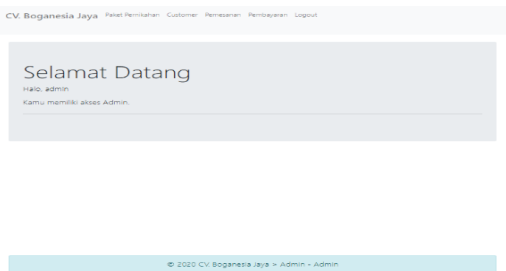 CV. Boganesia Jaya Paket Pernikahan Customer Pemesanan Pembayaran Logout
Selamat Datang
Halo, admin
Kamu memiliki akses Admin.
© 2020 CV. Boganesia Jaya > Admin - Admin